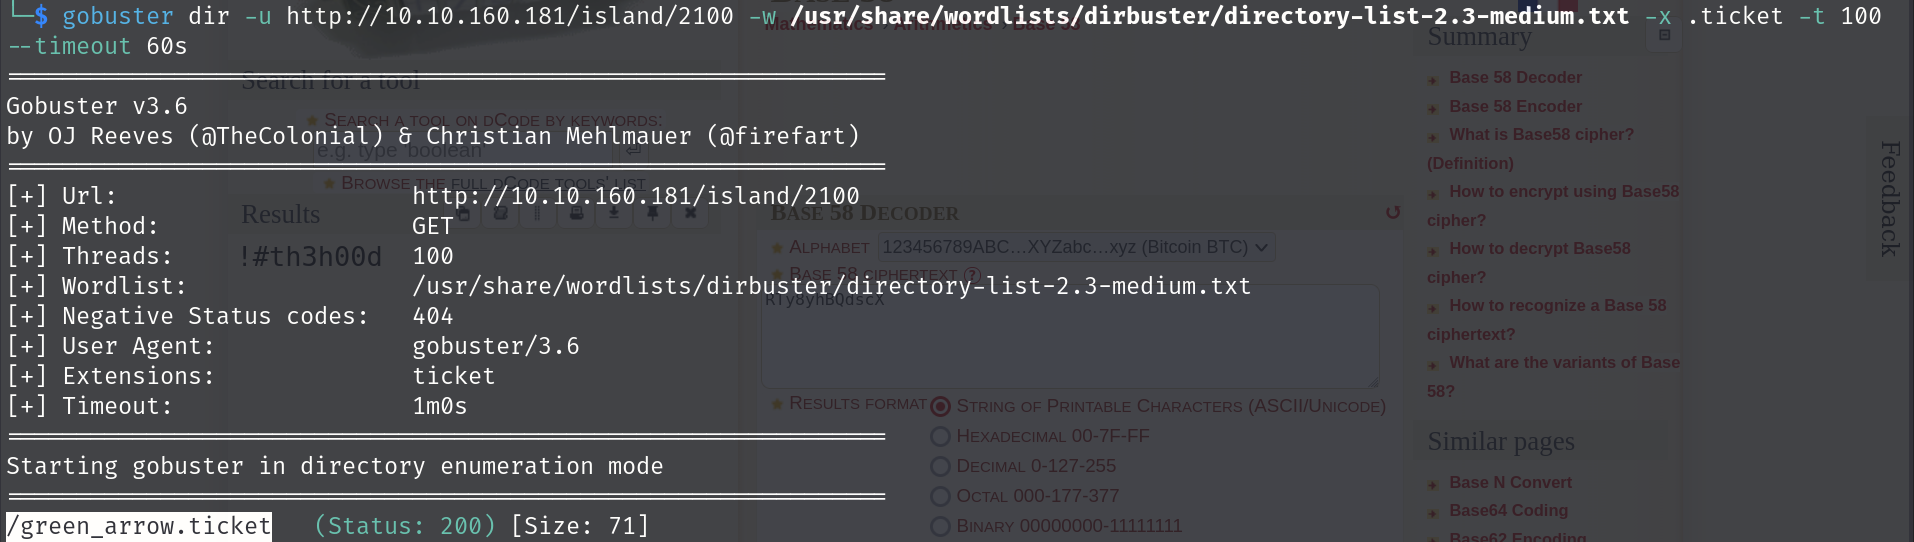 └─$ gobuster dir -u http://10.10.160.181/island/2100 -w /usr/share/wordlists/dirbuster/directory-list-2.3-medium.txt -x .ticket -t 100
--timeout 60s
===============================================================
Gobuster v3.6
by OJ Reeves (@TheColonial) & Christian Mehlmauer (@firefart)
===============================================================
[+] Url: http://10.10.160.181/island/2100
[+] Method: GET
[+] Threads: 100
[+] Wordlist: /usr/share/wordlists/dirbuster/directory-list-2.3-medium.txt
[+] Negative Status codes: 404
[+] User Agent: gobuster/3.6
[+] Extensions: ticket
[+] Timeout: 1m0s
===============================================================
Starting gobuster in directory enumeration mode
===============================================================
/green_arrow.ticket (Status: 200) [Size: 71]
Search for a tool
SEARCH A TOOL ON DCODE BY KEYWORDS:
e.g. type 'boolean'
BROWSE THE FULL DCODE TOOLS' LIST
Results
!#th3h00d
Mathematics Arithmetics Base 58
BASE 58 DECODER
ALPHABET 123456789ABC...XYZabc...xyz (Bitcoin BTC)
BASE 58 CIPHERTEXT ?
RTy8yhBQdscX
RESULTS FORMAT STRING OF PRINTABLE CHARACTERS (ASCII/UNICODE)
HEXADECIMAL 00-7F-FF
DECIMAL 0-127-255
OCTAL 000-177-377
BINARY 00000000-11111111
Summary
Base 58 Decoder
Base 58 Encoder
What is Base58 cipher?
(Definition)
How to encrypt using Base58
cipher?
How to decrypt Base58
cipher?
How to recognize a Base 58
ciphertext?
What are the variants of Base
58?
Similar pages
Base N Convert
Base64 Coding
Base62 Encoding
Feedback